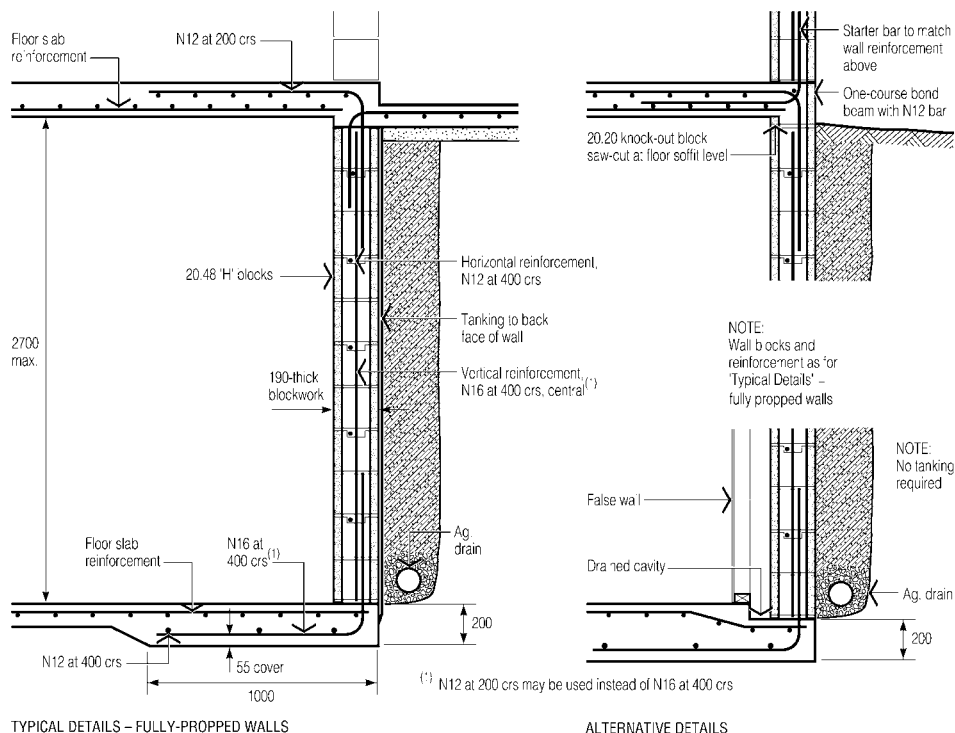 Floor slab
reinforcement
N12 at 200 crs
2700
max.
20.48 'H' blocks
190-thick
blockwork
Horizontal reinforcement,
N12 at 400 crs
Tanking to back
face of wall
Vertical reinforcement,
N16 at 400 crs, central(1)
Ag.
drain
Floor slab
reinforcement
N16 at
400 crs(1)
200
N12 at 400 crs
55 cover
1000
(1) N12 at 200 crs may be used instead of N16 at 400 crs
TYPICAL DETAILS – FULLY-PROPPED WALLS
Starter bar to match
wall reinforcement
above
One-course bond
beam with N12 bar
20.20 knock-out block
saw-cut at floor soffit level
NOTE:
Wall blocks and
reinforcement as for
'Typical Details' –
fully propped walls
NOTE:
No tanking
required
False wall
Drained cavity
Ag. drain
200
ALTERNATIVE DETAILS